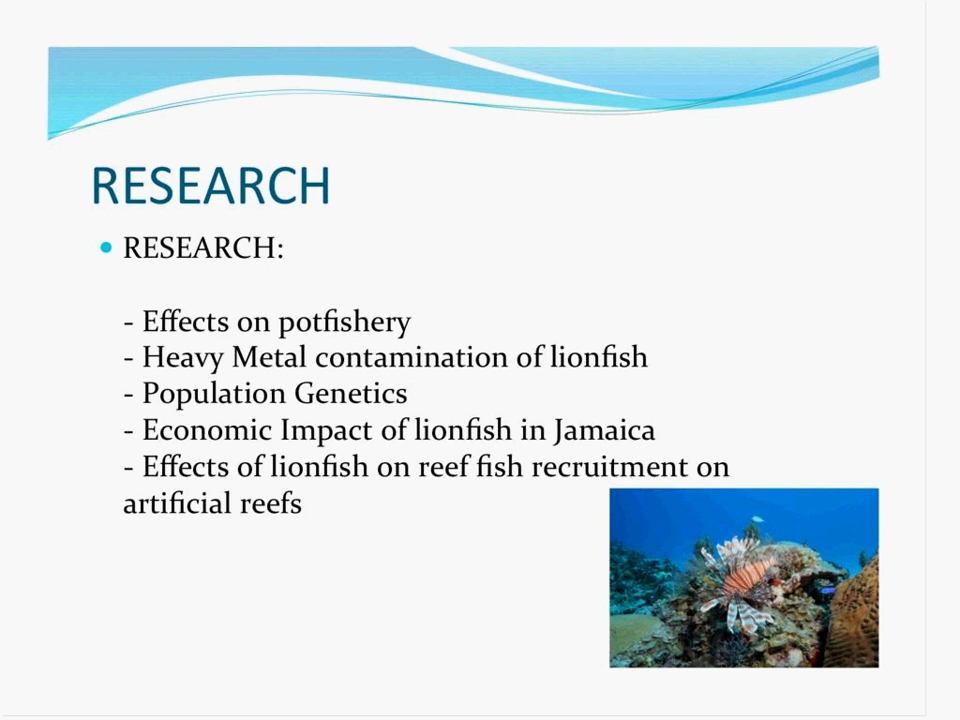 RESEARCH
RESEARCH:
- Effects on potfishery
- Heavy Metal contamination of lionfish
- Population Genetics
- Economic Impact of lionfish in Jamaica
- Effects of lionfish on reef fish recruitment on
artificial reefs